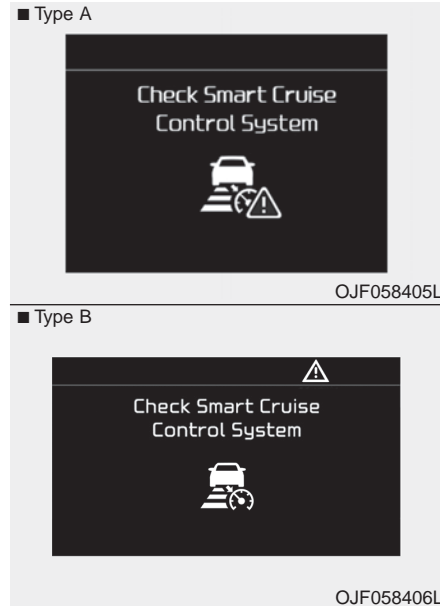 ■ Type A
Check Smart Cruise
Control System
OJF058405L
■ Type B
Check Smart Cruise
Control System
OJF058406L